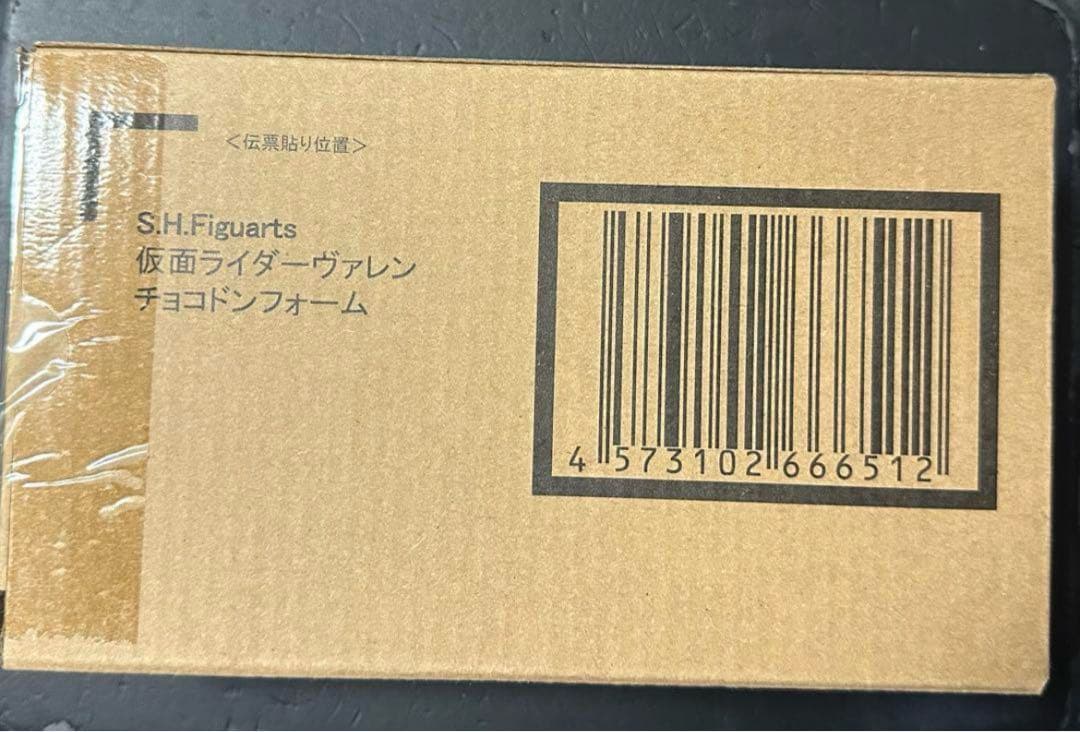 ＜伝票貼り位置＞
S.H.Figuarts
仮面ライダーヴァレン
チョコドンフォーム
4 573102 666512